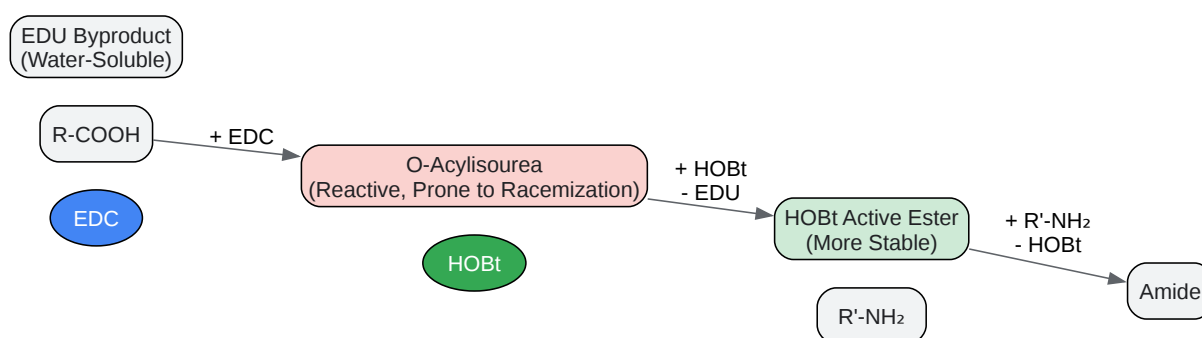 EDU Byproduct
(Water-Soluble)
R-COOH
+ EDC
EDC
O-Acylisourea
(Reactive, Prone to Racemization)
+ HOBt
- EDU
HOBt
HOBt Active Ester
(More Stable)
+ R'-NH₂
- HOBt
R'-NH₂
Amide